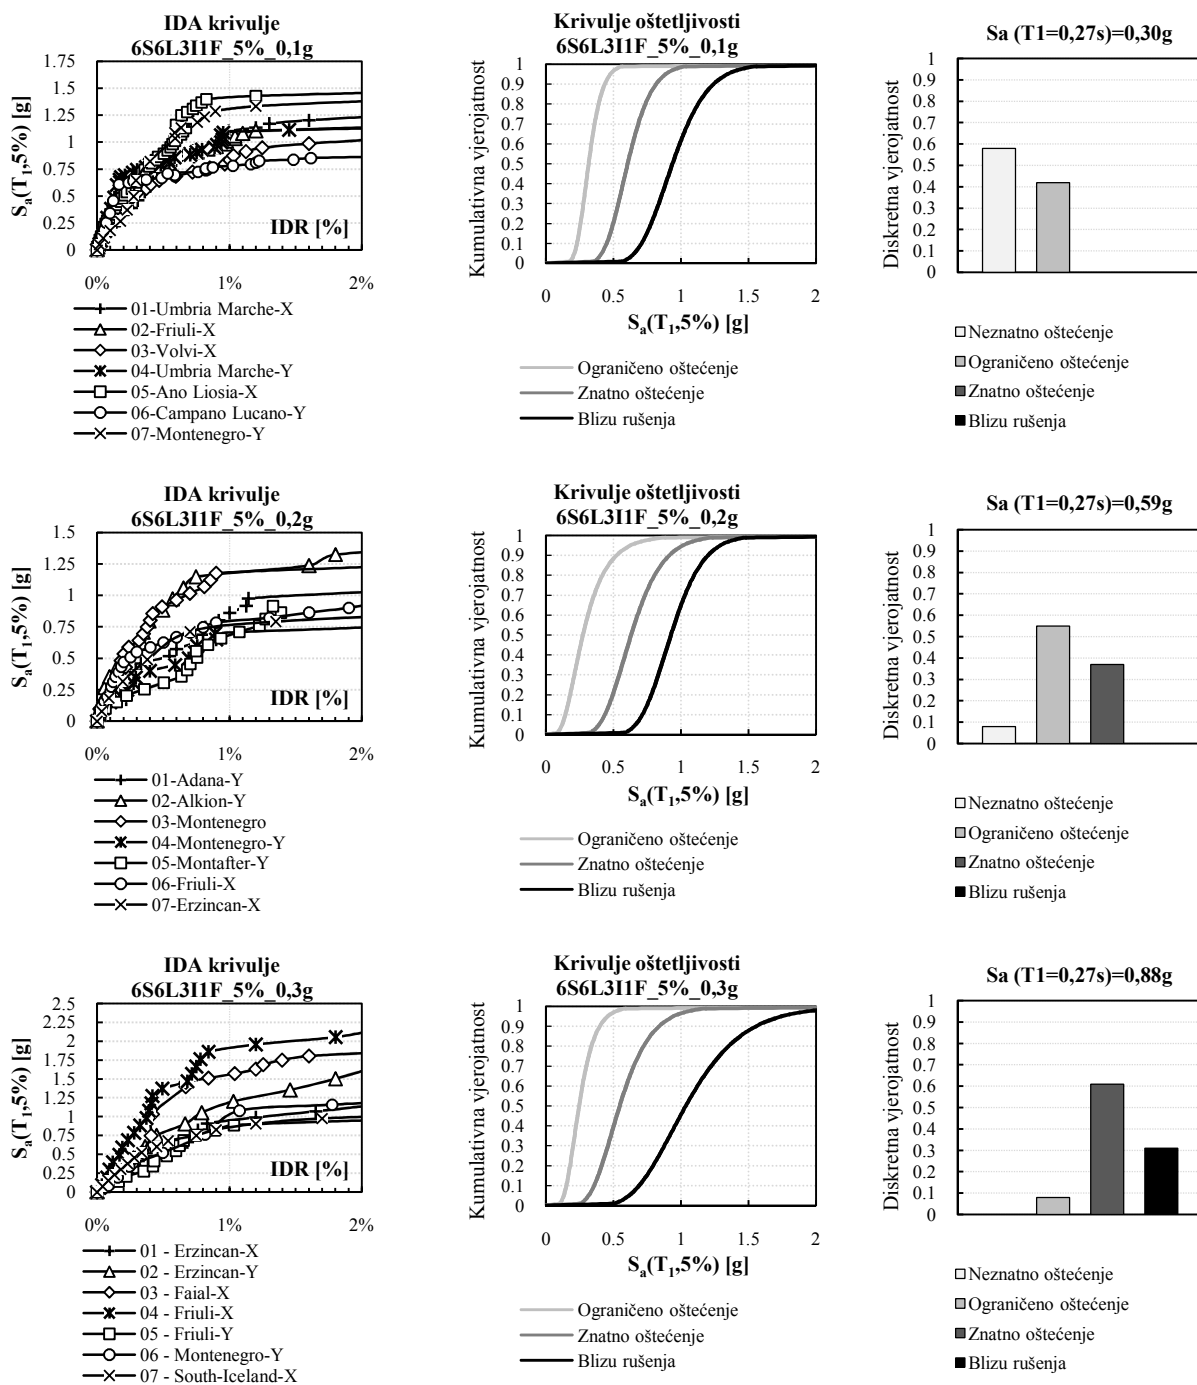 IDA krivulje
6S6L3I1F_5%_0,1g
Sa(T1,5%) [g]
1.75
1.5
1.25
1
0.75
0.5
0.25
0
IDR [%]
0% 1% 2%
01-Umbria Marche-X
02-Friuli-X
03-Volvi-X
04-Umbria Marche-Y
05-Ano Liosia-X
06-Campano Lucano-Y
07-Montenegro-Y
Krivulje oštetljivosti
6S6L3I1F_5%_0,1g
Kumulativna vjerojatnost
1
0.9
0.8
0.7
0.6
0.5
0.4
0.3
0.2
0.1
0
0 0.5 1 1.5 2
Sa(T1,5%) [g]
Ograničeno oštećenje
Znatno oštećenje
Blizu rušenja
Sa (T1=0,27s)=0,30g
Diskretna vjerojatnost
1
0.9
0.8
0.7
0.6
0.5
0.4
0.3
0.2
0.1
0
Neznatno oštećenje
Ograničeno oštećenje
Znatno oštećenje
Blizu rušenja
IDA krivulje
6S6L3I1F_5%_0,2g
Sa(T1,5%) [g]
1.5
1.25
1
0.75
0.5
0.25
0
IDR [%]
0% 1% 2%
01-Adana-Y
02-Alkion-Y
03-Montenegro
04-Montenegro-Y
05-Montafter-Y
06-Friuli-X
07-Erzincan-X
Krivulje oštetljivosti
6S6L3I1F_5%_0,2g
Kumulativna vjerojatnost
1
0.9
0.8
0.7
0.6
0.5
0.4
0.3
0.2
0.1
0
0 0.5 1 1.5 2
Sa(T1,5%) [g]
Ograničeno oštećenje
Znatno oštećenje
Blizu rušenja
Sa (T1=0,27s)=0,59g
Diskretna vjerojatnost
1
0.9
0.8
0.7
0.6
0.5
0.4
0.3
0.2
0.1
0
Neznatno oštećenje
Ograničeno oštećenje
Znatno oštećenje
Blizu rušenja
IDA krivulje
6S6L3I1F_5%_0,3g
Sa(T1,5%) [g]
2.5
2.25
2
1.75
1.5
1.25
1
0.75
0.5
0.25
0
IDR [%]
0% 1% 2%
01 - Erzincan-X
02 - Erzincan-Y
03 - Faial-X
04 - Friuli-X
05 - Friuli-Y
06 - Montenegro-Y
07 - South-Iceland-X
Krivulje oštetljivosti
6S6L3I1F_5%_0,3g
Kumulativna vjerojatnost
1
0.9
0.8
0.7
0.6
0.5
0.4
0.3
0.2
0.1
0
0 0.5 1 1.5 2
Sa(T1,5%) [g]
Ograničeno oštećenje
Znatno oštećenje
Blizu rušenja
Sa (T1=0,27s)=0,88g
Diskretna vjerojatnost
1
0.9
0.8
0.7
0.6
0.5
0.4
0.3
0.2
0.1
0
Neznatno oštećenje
Ograničeno oštećenje
Znatno oštećenje
Blizu rušenja